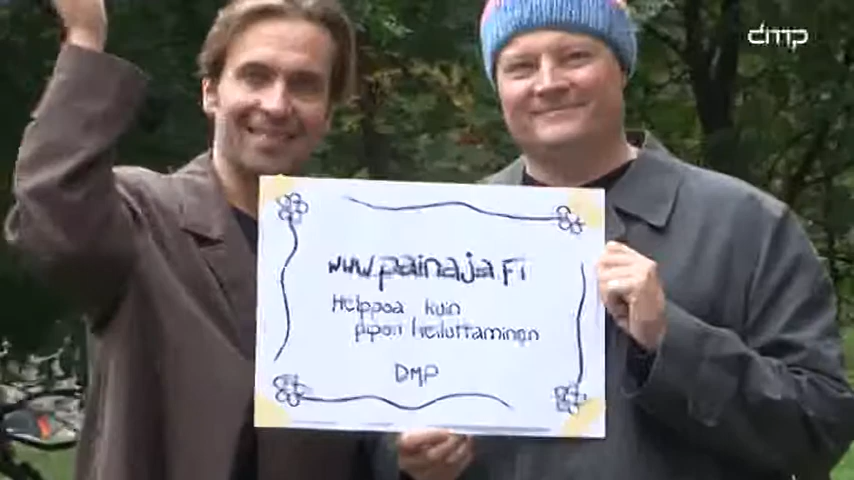 dmp
www.painaja.fi
Helppoa kuin
pipon heiluttaminen
DMP